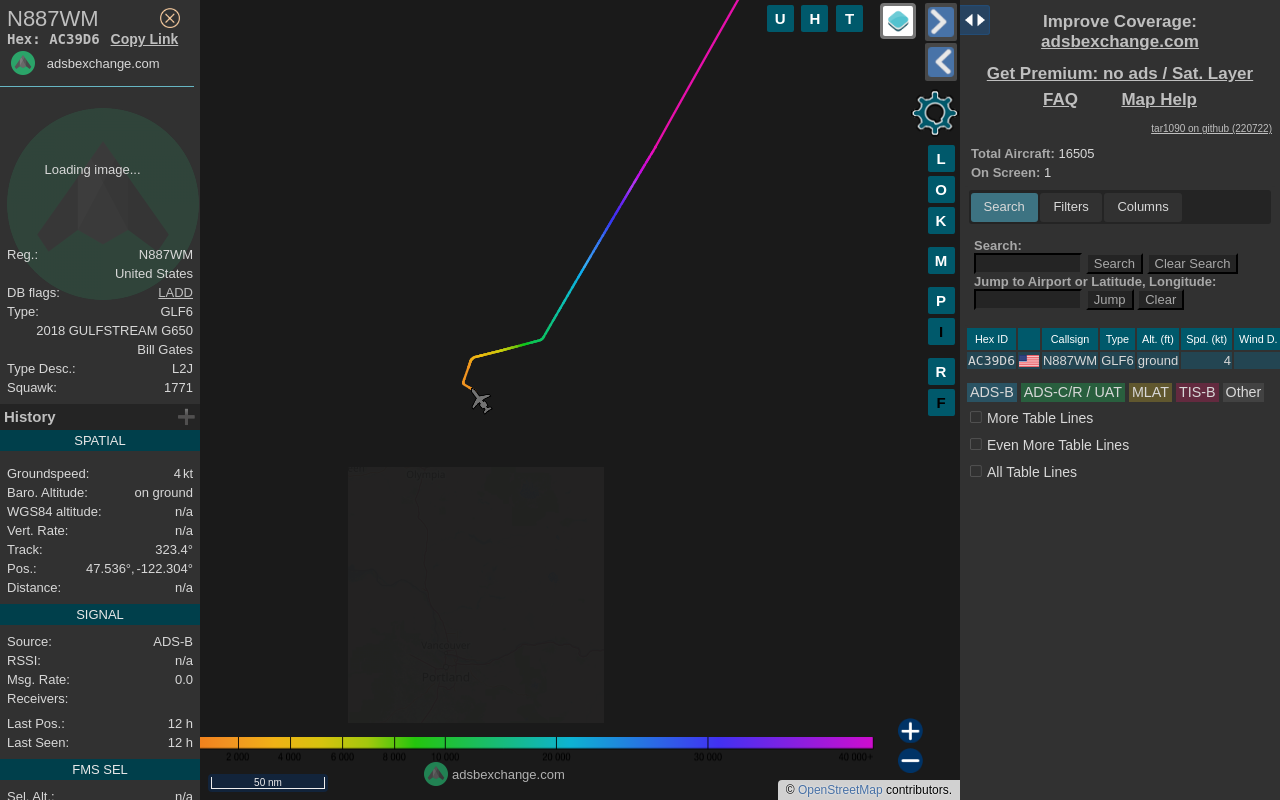 N887WM
Hex: AC39D6 Copy Link
adsbexchange.com
Loading image...
Reg.: N887WM
United States
DB flags: LADD
Type: GLF6
2018 GULFSTREAM G650
Bill Gates
Type Desc.: L2J
Squawk: 1771
History
SPATIAL
Groundspeed: 4 kt
Baro. Altitude: on ground
WGS84 altitude: n/a
Vert. Rate: n/a
Track: 323.4°
Pos.: 47.536°, -122.304°
Distance: n/a
SIGNAL
Source: ADS-B
RSSI: n/a
Msg. Rate: 0.0
Receivers:
Last Pos.: 12 h
Last Seen: 12 h
FMS SEL
Sel. Alt.: n/a
U H T
L
O
K
M
P
I
R
F
Olympia
Vancouver
Portland
2 000 4 000 6 000 8 000 10 000 20 000 30 000 40 000+
50 nm
adsbexchange.com
© OpenStreetMap contributors.
Improve Coverage:
adsbexchange.com
Get Premium: no ads / Sat. Layer
FAQ Map Help
tar1090 on github (220722)
Total Aircraft: 16505
On Screen: 1
Search Filters Columns
Search:
Search Clear Search
Jump to Airport or Latitude, Longitude:
Jump Clear
Hex ID Callsign Type Alt. (ft) Spd. (kt) Wind D.
AC39D6 N887WM GLF6 ground 4
ADS-B ADS-C/R / UAT MLAT TIS-B Other
More Table Lines
Even More Table Lines
All Table Lines